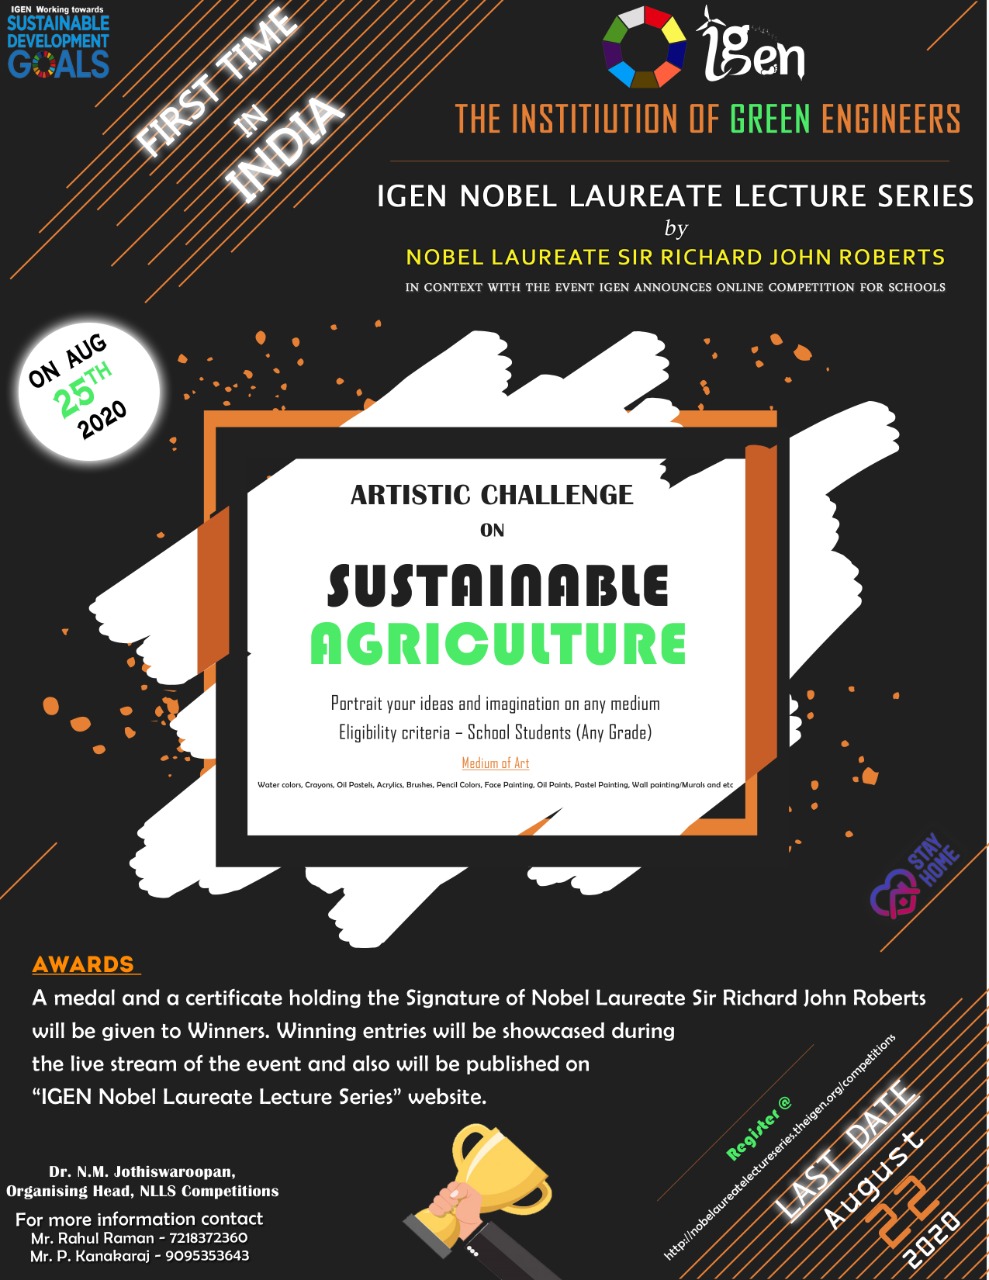 IGEN Working towards
SUSTAINABLE
DEVELOPMENT
GOALS
FIRST TIME
IN
INDIA
igen
THE INSTITIUTION OF GREEN ENGINEERS
IGEN NOBEL LAUREATE LECTURE SERIES
by
NOBEL LAUREATE SIR RICHARD JOHN ROBERTS
IN CONTEXT WITH THE EVENT IGEN ANNOUNCES ONLINE COMPETITION FOR SCHOOLS
ON AUG
25TH
2020
ARTISTIC CHALLENGE
ON
SUSTAINABLE
AGRICULTURE
Portrait your ideas and imagination on any medium
Eligibility criteria – School Students (Any Grade)
Medium of Art
Water colors, Crayons, Oil Pastels, Acrylics, Brushes, Pencil Colors, Face Painting, Oil Paints, Pastel Painting, Wall painting/Murals and etc
STAY
HOME
AWARDS
A medal and a certificate holding the Signature of Nobel Laureate Sir Richard John Roberts
will be given to Winners. Winning entries will be showcased during
the live stream of the event and also will be published on
“IGEN Nobel Laureate Lecture Series” website.
Register @
http://nobelaureatelectureseries.theigen.org/competitions
LAST DATE
August
22
2020
Dr. N.M. Jothiswaroopan,
Organising Head, NLLS Competitions
For more information contact
Mr. Rahul Raman - 7218372360
Mr. P. Kanakaraj - 9095353643